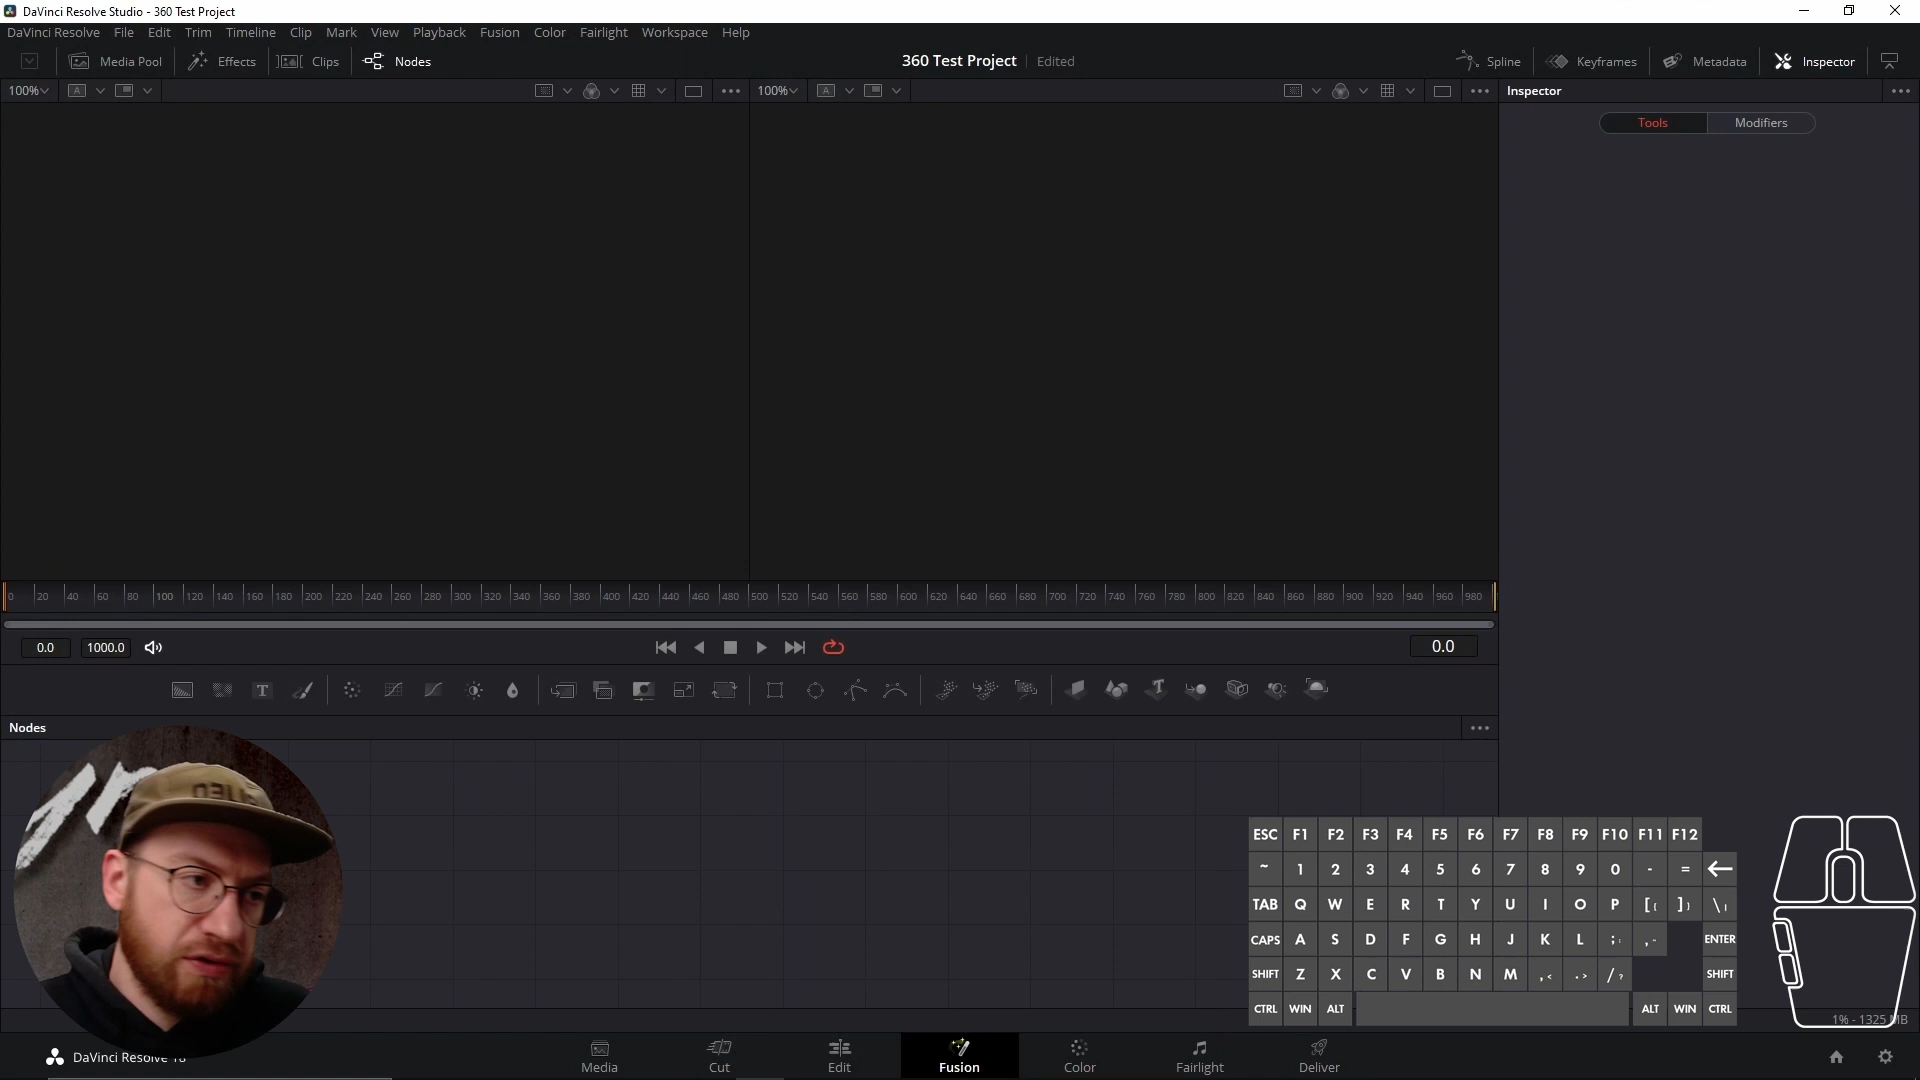 DaVinci Resolve Studio - 360 Test Project
DaVinci Resolve File Edit Trim Timeline Clip Mark View Playback Fusion Color Fairlight Workspace Help
Media Pool Effects Clips Nodes 360 Test Project Edited Spline Keyframes Metadata Inspector
100% A 100% A Inspector
Tools Modifiers
0 20 40 60 80 100 120 140 160 180 200 220 240 260 280 300 320 340 360 380 400 420 440 460 480 500 520 540 560 580 600 620 640 660 680 700 720 740 760 780 800 820 840 860 880 900 920 940 960 980
0.0 1000.0 0.0
T
Nodes
ESC F1 F2 F3 F4 F5 F6 F7 F8 F9 F10 F11 F12
~ 1 2 3 4 5 6 7 8 9 0 - =
TAB Q W E R T Y U I O P [ { ] } \ |
CAPS A S D F G H J K L ; : ENTER
SHIFT Z X C V B N M , < . > / ? SHIFT
CTRL WIN ALT ALT WIN CTRL
1% - 1325 MB
DaVinci Resolve 18
Media Cut Edit Fusion Color Fairlight Deliver